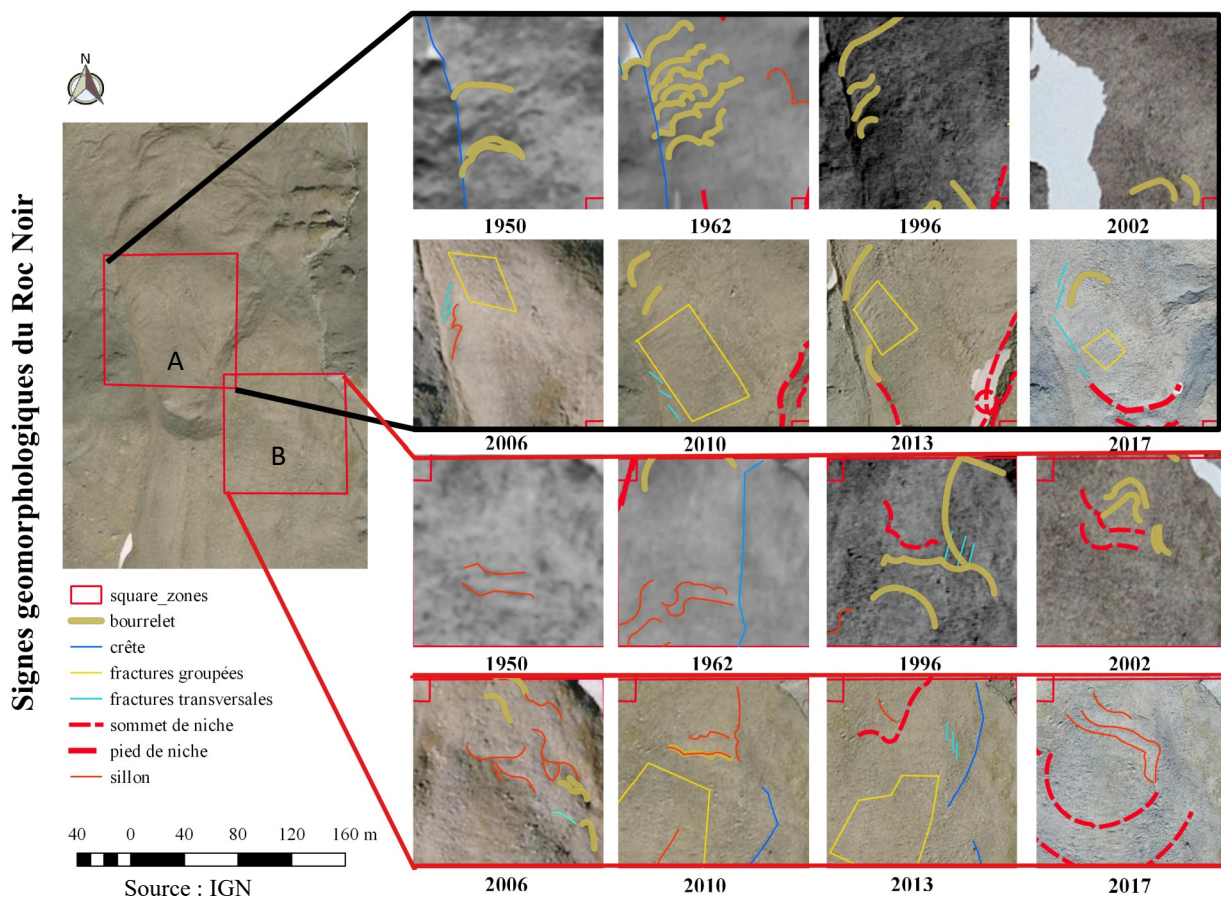 Signes geomorphologiques du Roc Noir
N
A
B
square_zones
bourrelet
crête
fractures groupées
fractures transversales
sommet de niche
pied de niche
sillon
40 0 40 80 120 160 m
Source : IGN
1950 1962 1996 2002
2006 2010 2013 2017
1950 1962 1996 2002
2006 2010 2013 2017